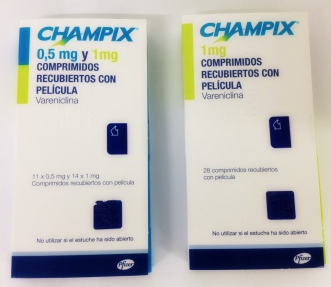 CHAMPIX
0,5 mg y 1mg
COMPRIMIDOS
RECUBIERTOS CON
PELÍCULA
Vareniclina
11 x 0,5 mg y 14 x 1 mg
Comprimidos recubiertos con película
No utilizar si el estuche ha sido abierto
Pfizer
CHAMPIX
1mg
COMPRIMIDOS
RECUBIERTOS CON
PELÍCULA
Vareniclina
28 comprimidos recubiertos con
película
No utilizar si el estuche ha sido abierto
Pfizer